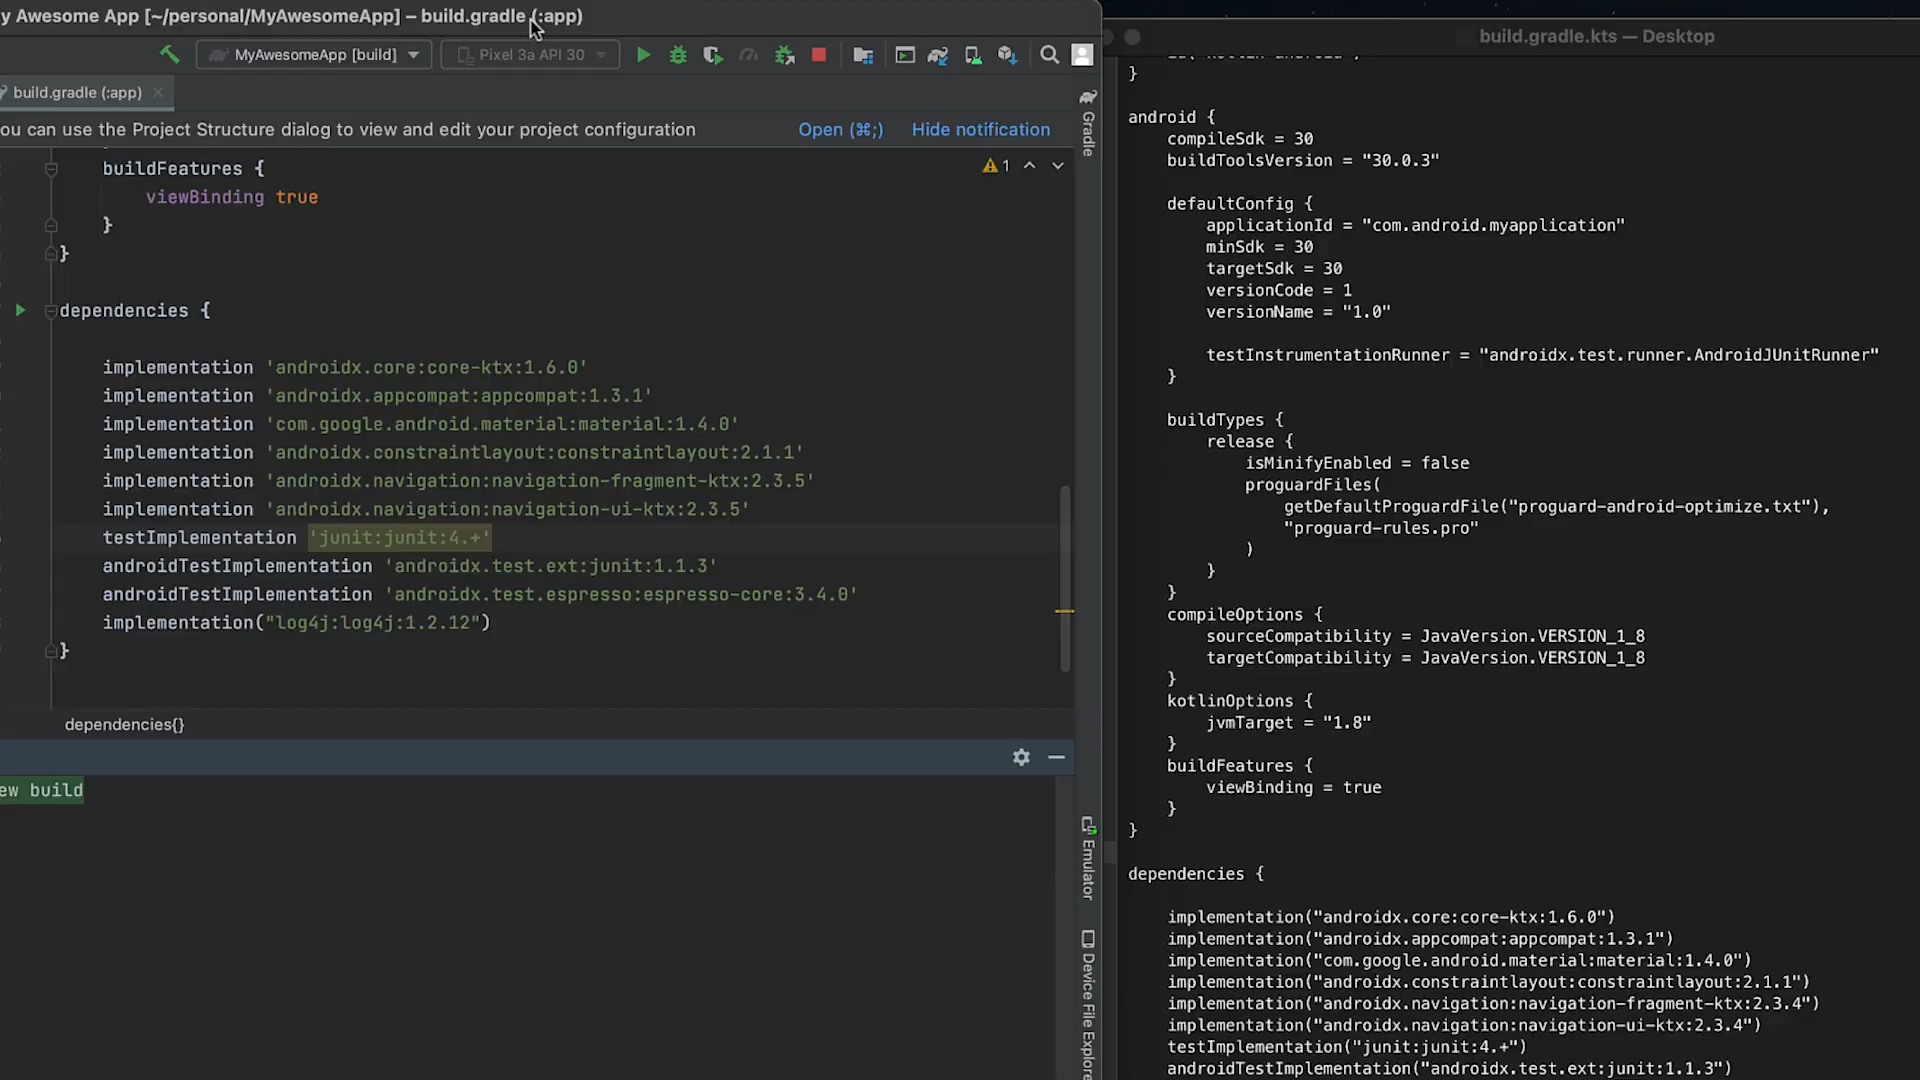 y Awesome App [~/personal/MyAwesomeApp] – build.gradle (:app)
MyAwesomeApp [build]
Pixel 3a API 30
build.gradle (:app)
ou can use the Project Structure dialog to view and edit your project configuration
Open (⌘;)
Hide notification
buildFeatures {
viewBinding true
}
}
1
dependencies {
implementation 'androidx.core:core-ktx:1.6.0'
implementation 'androidx.appcompat:appcompat:1.3.1'
implementation 'com.google.android.material:material:1.4.0'
implementation 'androidx.constraintlayout:constraintlayout:2.1.1'
implementation 'androidx.navigation:navigation-fragment-ktx:2.3.5'
implementation 'androidx.navigation:navigation-ui-ktx:2.3.5'
testImplementation 'junit:junit:4.+'
androidTestImplementation 'androidx.test.ext:junit:1.1.3'
androidTestImplementation 'androidx.test.espresso:espresso-core:3.4.0'
implementation("log4j:log4j:1.2.12")
}
dependencies{}
ew build
Gradle
Emulator
Device File Explore
build.gradle.kts — Desktop
}
android {
compileSdk = 30
buildToolsVersion = "30.0.3"
defaultConfig {
applicationId = "com.android.myapplication"
minSdk = 30
targetSdk = 30
versionCode = 1
versionName = "1.0"
testInstrumentationRunner = "androidx.test.runner.AndroidJUnitRunner"
}
buildTypes {
release {
isMinifyEnabled = false
proguardFiles(
getDefaultProguardFile("proguard-android-optimize.txt"),
"proguard-rules.pro"
)
}
}
compileOptions {
sourceCompatibility = JavaVersion.VERSION_1_8
targetCompatibility = JavaVersion.VERSION_1_8
}
kotlinOptions {
jvmTarget = "1.8"
}
buildFeatures {
viewBinding = true
}
}
dependencies {
implementation("androidx.core:core-ktx:1.6.0")
implementation("androidx.appcompat:appcompat:1.3.1")
implementation("com.google.android.material:material:1.4.0")
implementation("androidx.constraintlayout:constraintlayout:2.1.1")
implementation("androidx.navigation:navigation-fragment-ktx:2.3.4")
implementation("androidx.navigation:navigation-ui-ktx:2.3.4")
testImplementation("junit:junit:4.+")
androidTestImplementation("androidx.test.ext:junit:1.1.3")